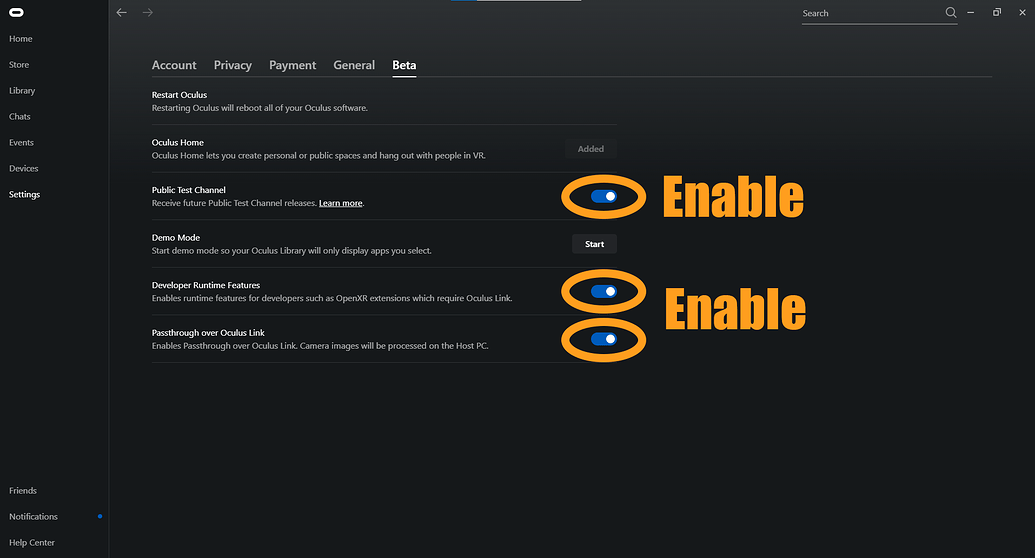 Search
Home
Store
Library
Chats
Events
Devices
Settings
Friends
Notifications
Help Center
Account Privacy Payment General Beta
Restart Oculus
Restarting Oculus will reboot all of your Oculus software.
Oculus Home
Oculus Home lets you create personal or public spaces and hang out with people in VR.
Added
Public Test Channel
Receive future Public Test Channel releases. Learn more.
Enable
Demo Mode
Start demo mode so your Oculus Library will only display apps you select.
Start
Developer Runtime Features
Enables runtime features for developers such as OpenXR extensions which require Oculus Link.
Enable
Passthrough over Oculus Link
Enables Passthrough over Oculus Link. Camera images will be processed on the Host PC.